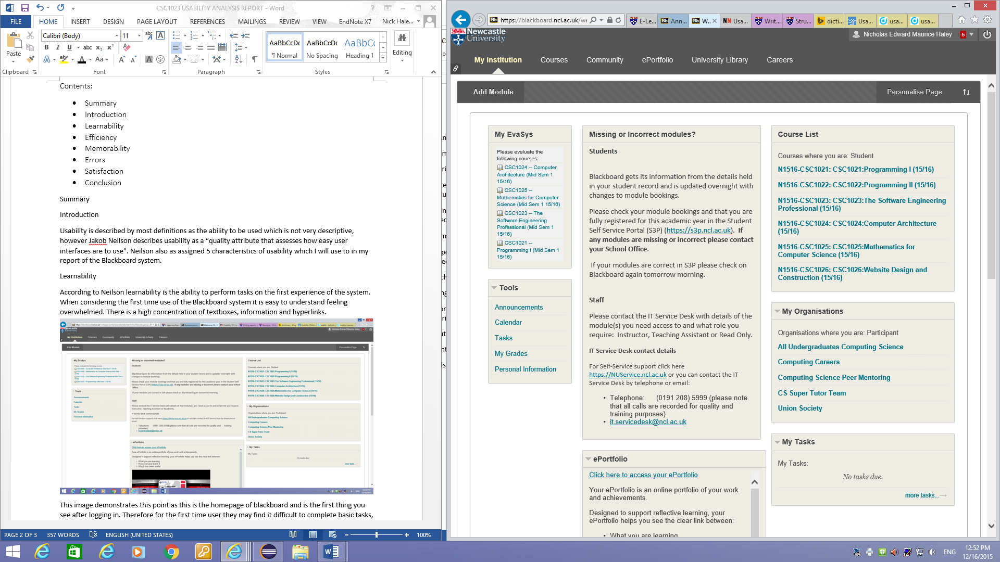 CSC1023 USABILITY ANALYSIS REPORT - Word
FILE HOME INSERT DESIGN PAGE LAYOUT REFERENCES MAILINGS REVIEW VIEW EndNote X7 Nick Hale...
Calibri (Body) 11
Paste
Clipboard Font Paragraph Styles
AaBbCcDc AaBbCcDc AaBbCc
¶ Normal No Spacing Heading 1
Editing
Contents:
• Summary
• Introduction
• Learnability
• Efficiency
• Memorability
• Errors
• Satisfaction
• Conclusion
Summary
Introduction
Usability is described by most definitions as the ability to be used which is not very descriptive,
however Jakob Neilson describes usability as a “quality attribute that assesses how easy user
interfaces are to use”. Neilson also as assigned 5 characteristics of usability which I will use to in my
report of the Blackboard system.
Learnability
According to Neilson learnability is the ability to perform tasks on the first experience of the system.
When considering the first time use of the Blackboard system it is easy to understand feeling
overwhelmed. There is a high concentration of textboxes, information and hyperlinks.
This image demonstrates this point as this is the homepage of blackboard and is the first thing you
see after logging in. Therefore for the first time user they may find it difficult to complete basic tasks,
PAGE 2 OF 3 357 WORDS ENGLISH (UNITED STATES) 100%
https://blackboard.ncl.ac.uk/we
E-Le... Ann... W... Usa... Writ... Stru... dicti... Usa... usa... usa...
Newcastle
University
Nicholas Edward Maurice Haley 5
My Institution Courses Community ePortfolio University Library Careers
Add Module Personalise Page
My EvaSys
Please evaluate the
following courses:
CSC1024 -- Computer
Architecture (Mid Sem 1
15/16)
CSC1025 --
Mathematics for Computer
Science (Mid Sem 1 15/16)
CSC1023 -- The
Software Engineering
Professional (Mid Sem 1
15/16)
CSC1021 --
Programming I (Mid Sem 1
15/16)
Tools
Announcements
Calendar
Tasks
My Grades
Personal Information
Missing or Incorrect modules?
Students
Blackboard gets its information from the details held
in your student record and is updated overnight with
changes to module bookings.
Please check your module bookings and that you are
fully registered for this academic year in the Student
Self Service Portal (S3P) (https://s3p.ncl.ac.uk). If
any modules are missing or incorrect please contact
your School Office.
If your modules are correct in S3P please check on
Blackboard again tomorrow morning.
Staff
Please contact the IT Service Desk with details of the
module(s) you need access to and what role you
require: Instructor, Teaching Assistant or Read Only.
IT Service Desk contact details
For Self-Service support click here
https://NUService.ncl.ac.uk or you can contact the IT
Service Desk by telephone or email:
• Telephone: (0191 208) 5999 (please note
that all calls are recorded for quality and
training purposes)
• it.servicedesk@ncl.ac.uk
ePortfolio
Click here to access your ePortfolio
Your ePortfolio is an online portfolio of your work
and achievements.
Designed to support reflective learning, your
ePortfolio helps you see the clear link between:
• What you are learning
Course List
Courses where you are: Student
N1516-CSC1021: CSC1021:Programming I (15/16)
N1516-CSC1022: CSC1022:Programming II (15/16)
N1516-CSC1023: CSC1023:The Software Engineering
Professional (15/16)
N1516-CSC1024: CSC1024:Computer Architecture
(15/16)
N1516-CSC1025: CSC1025:Mathematics for
Computer Science (15/16)
N1516-CSC1026: CSC1026:Website Design and
Construction (15/16)
My Organisations
Organisations where you are: Participant
All Undergraduates Computing Science
Computing Careers
Computing Science Peer Mentoring
CS Super Tutor Team
Union Society
My Tasks
My Tasks:
No tasks due.
more tasks...
ENG 12:52 PM
12/16/2015